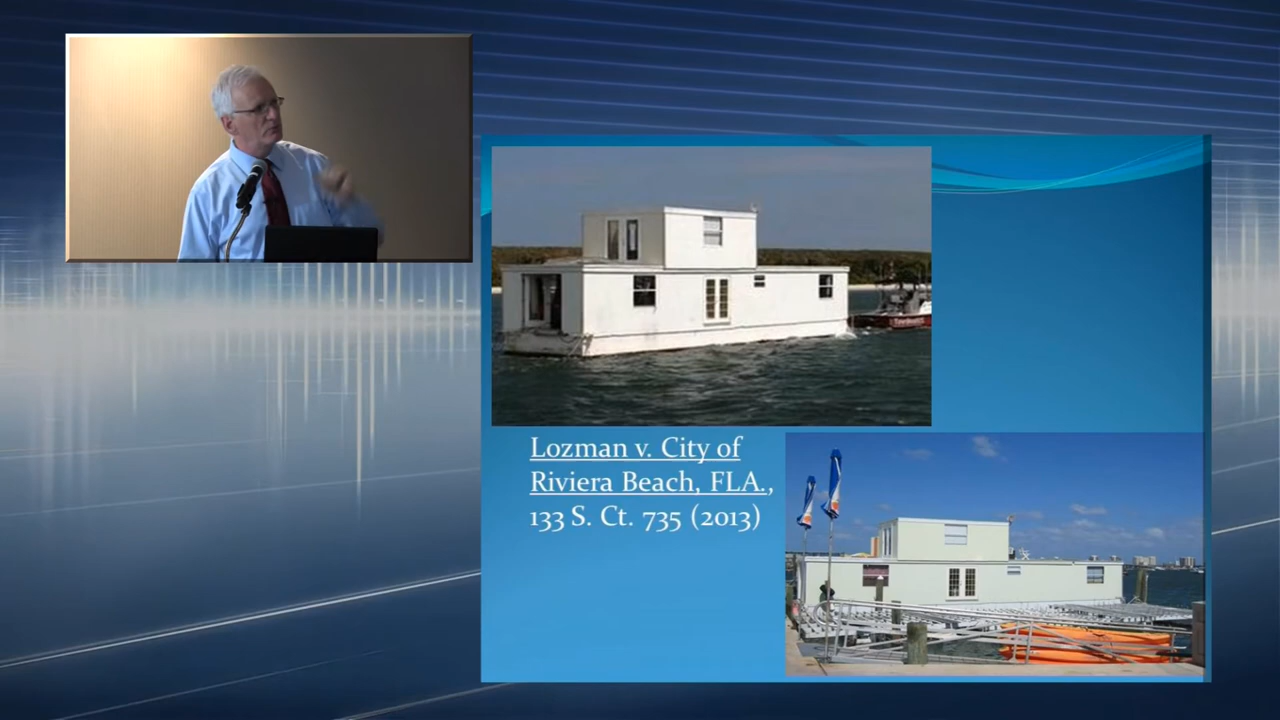 Lozman v. City of
Riviera Beach, FLA.,
133 S. Ct. 735 (2013)